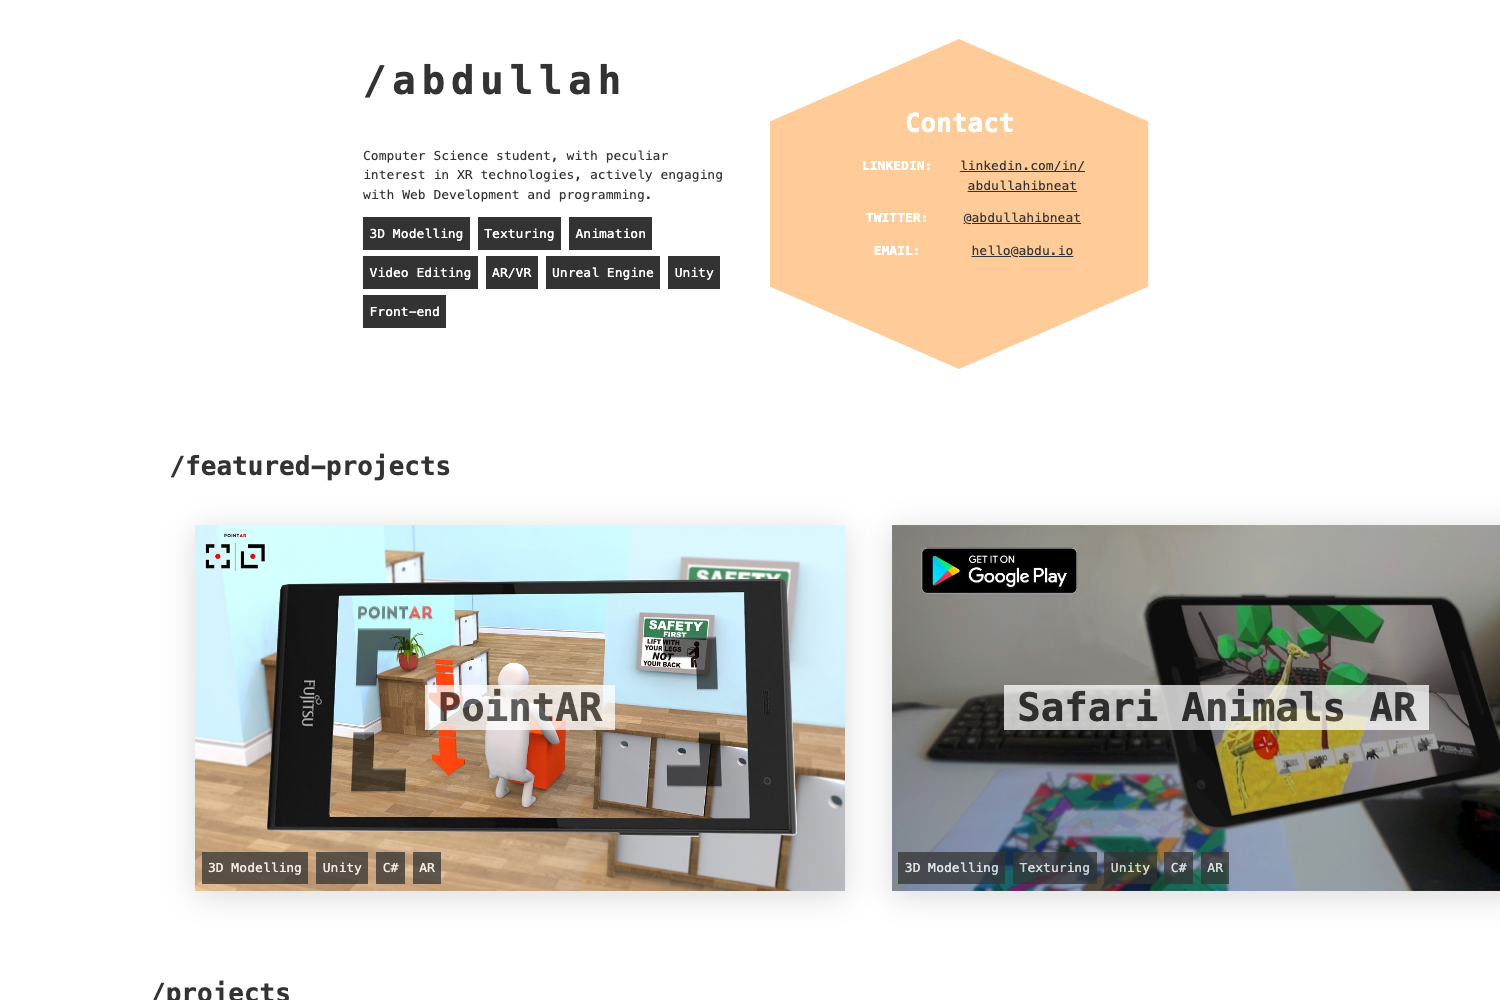 /abdullah
Computer Science student, with peculiar
interest in XR technologies, actively engaging
with Web Development and programming.
3D Modelling Texturing Animation
Video Editing AR/VR Unreal Engine Unity
Front-end
Contact
LINKEDIN: linkedin.com/in/
abdullahibneat
TWITTER: @abdullahibneat
EMAIL: hello@abdu.io
/featured-projects
POINTAR
SAFETY
POINTAR
SAFETY
FIRST
LIFT WITH
YOUR LEGS
NOT
YOUR BACK
FUJITSU
PointAR
3D Modelling Unity C# AR
GET IT ON
Google Play
Safari Animals AR
ASUS
3D Modelling Texturing Unity C# AR
/projects